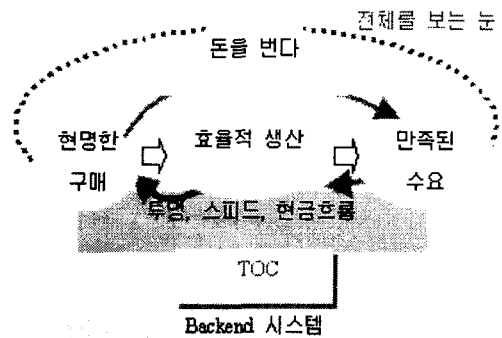 전체를 보는 눈
돈을 번다
현명한
구매
효율적 생산
만족된
수요
투명, 스피드, 현금흐름
TOC
Backend 시스템